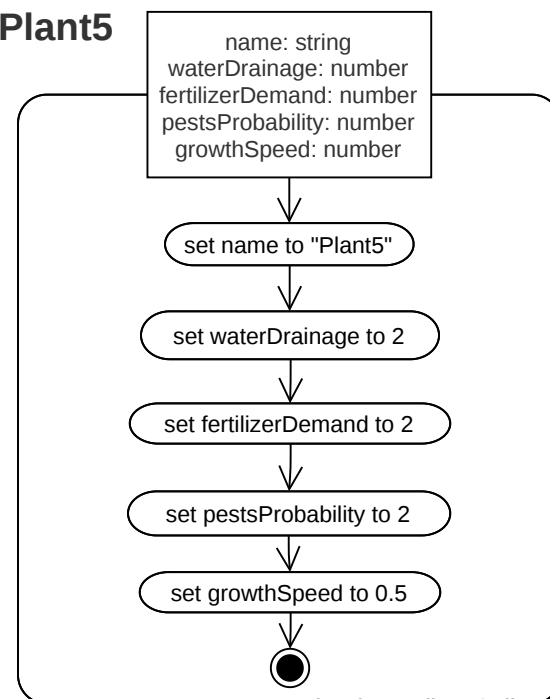 Plant5
name: string
waterDrainage: number
fertilizerDemand: number
pestsProbability: number
growthSpeed: number
set name to "Plant5"
set waterDrainage to 2
set fertilizerDemand to 2
set pestsProbability to 2
set growthSpeed to 0.5